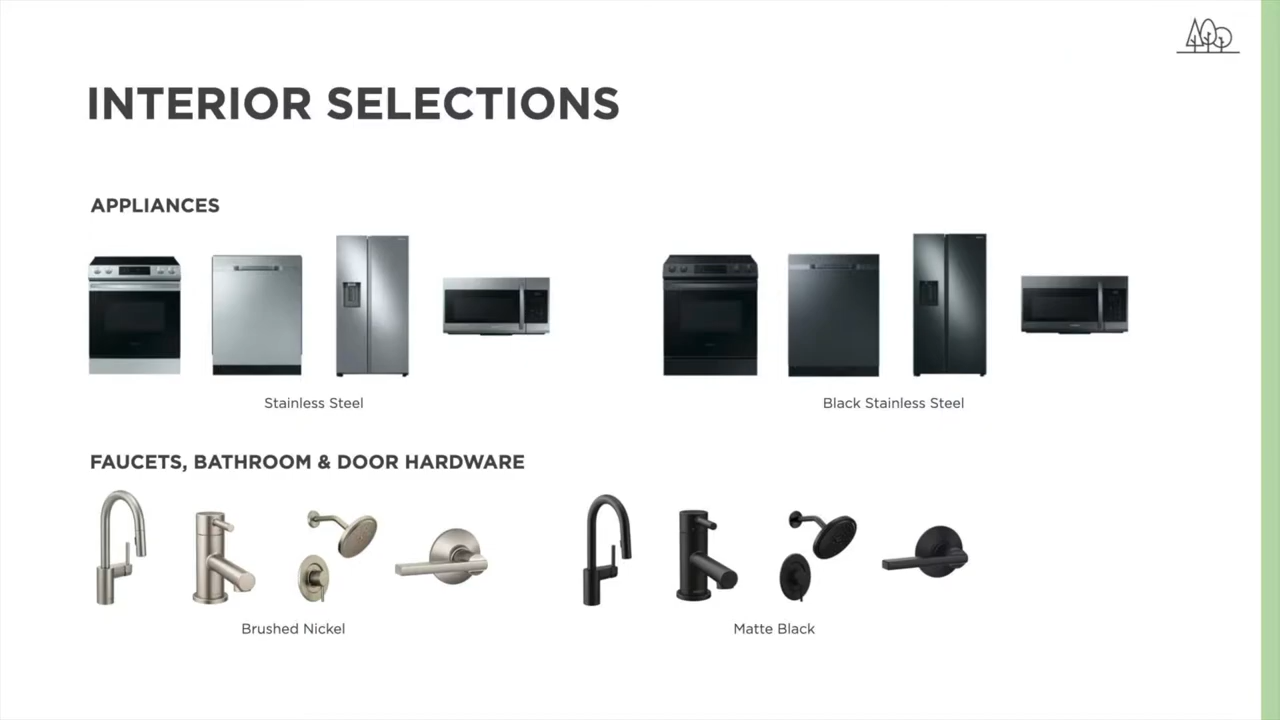 INTERIOR SELECTIONS
APPLIANCES
Stainless Steel
Black Stainless Steel
FAUCETS, BATHROOM & DOOR HARDWARE
Brushed Nickel
Matte Black